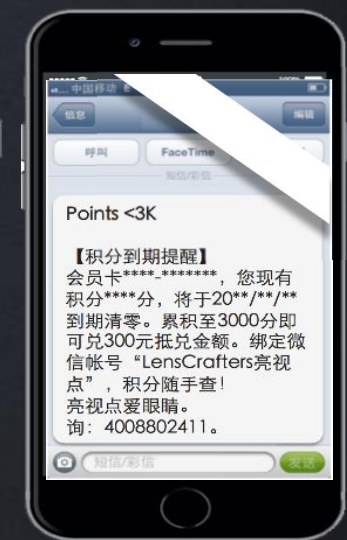 中国移动
信息
编辑
呼叫
FaceTime
短信/彩信
Points <3K
【积分到期提醒】
会员卡****-*******，您现有
积分****分，将于20**/**/**
到期清零。累积至3000分即
可兑300元抵兑金额。绑定微
信帐号“LensCrafters亮视
点”，积分随手查！
亮视点爱眼睛。
询：4008802411。
短信/彩信
发送